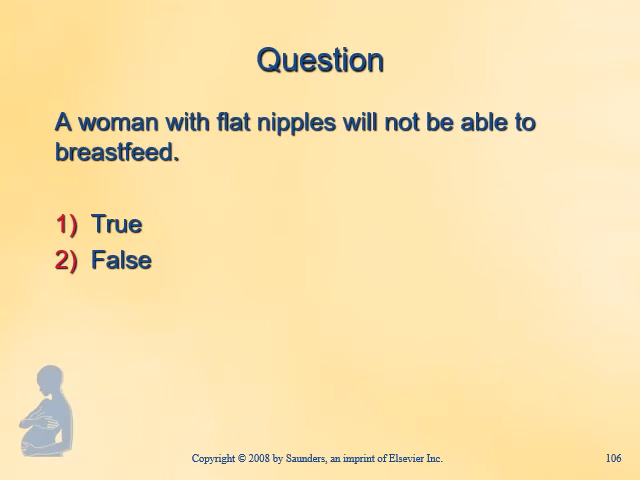 Question
A woman with flat nipples will not be able to
breastfeed.
1) True
2) False
Copyright © 2008 by Saunders, an imprint of Elsevier Inc.
106